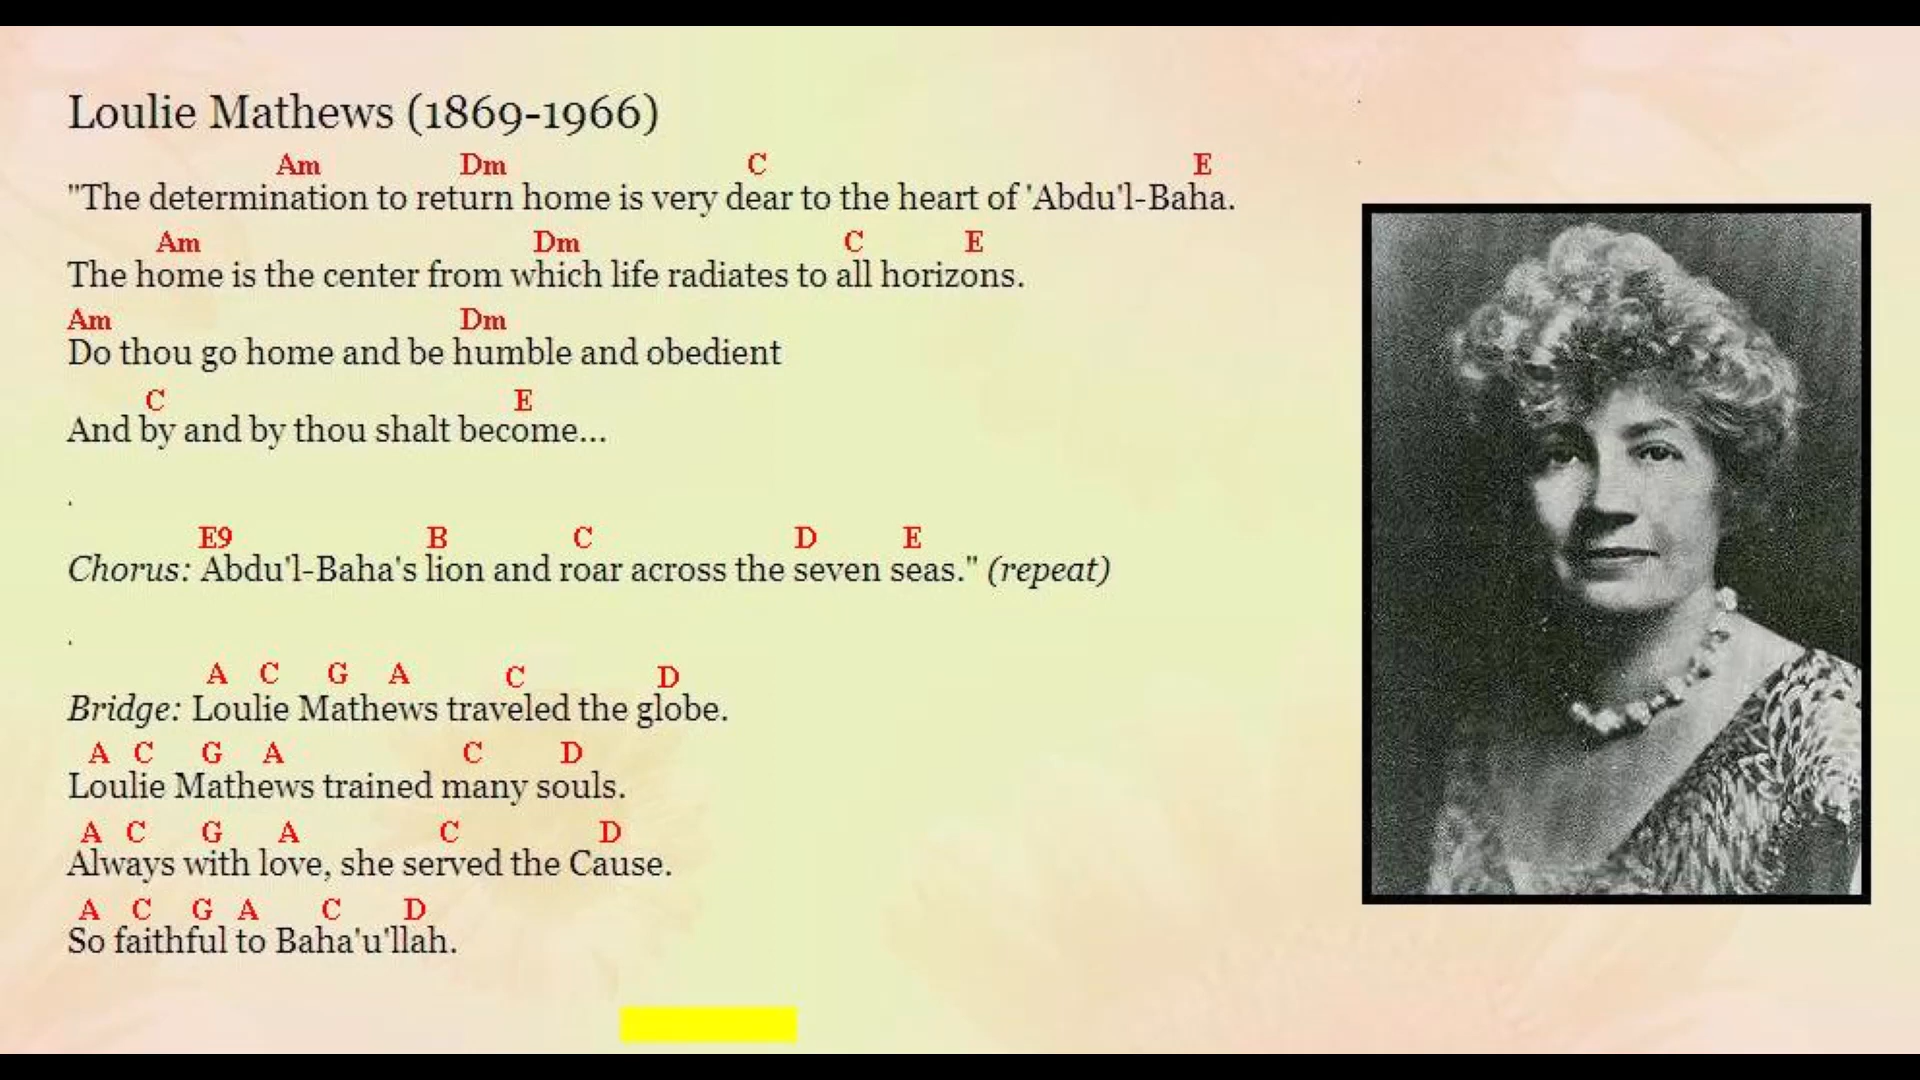 Loulie Mathews (1869-1966)
Am Dm C E
"The determination to return home is very dear to the heart of 'Abdu'l-Baha.
Am Dm C E
The home is the center from which life radiates to all horizons.
Am Dm
Do thou go home and be humble and obedient
C E
And by and by thou shalt become...
.
E9 B C D E
Chorus: Abdu'l-Baha's lion and roar across the seven seas." (repeat)
.
A C G A C D
Bridge: Loulie Mathews traveled the globe.
A C G A C D
Loulie Mathews trained many souls.
A C G A C D
Always with love, she served the Cause.
A C G A C D
So faithful to Baha'u'llah.